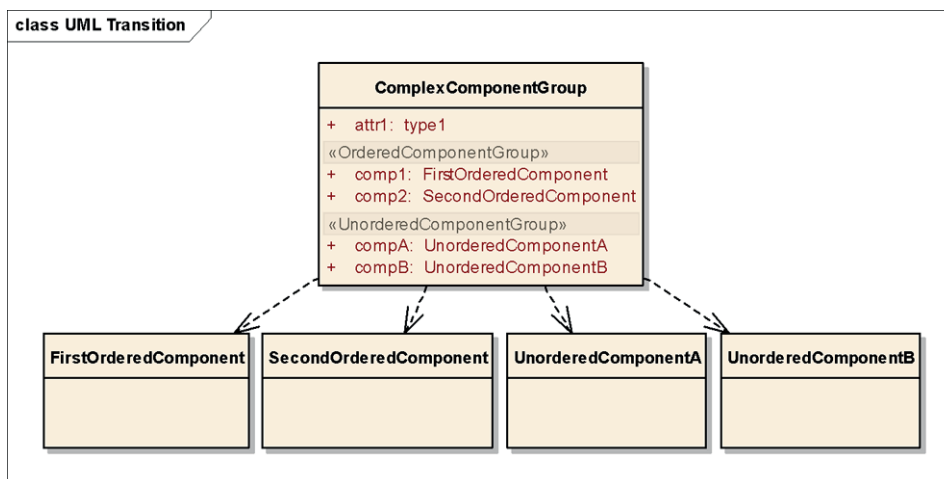 class UML Transition
ComplexComponentGroup
+ attr1: type1
«OrderedComponentGroup»
+ comp1: FirstOrderedComponent
+ comp2: SecondOrderedComponent
«UnorderedComponentGroup»
+ compA: UnorderedComponentA
+ compB: UnorderedComponentB
FirstOrderedComponent
SecondOrderedComponent
UnorderedComponentA
UnorderedComponentB